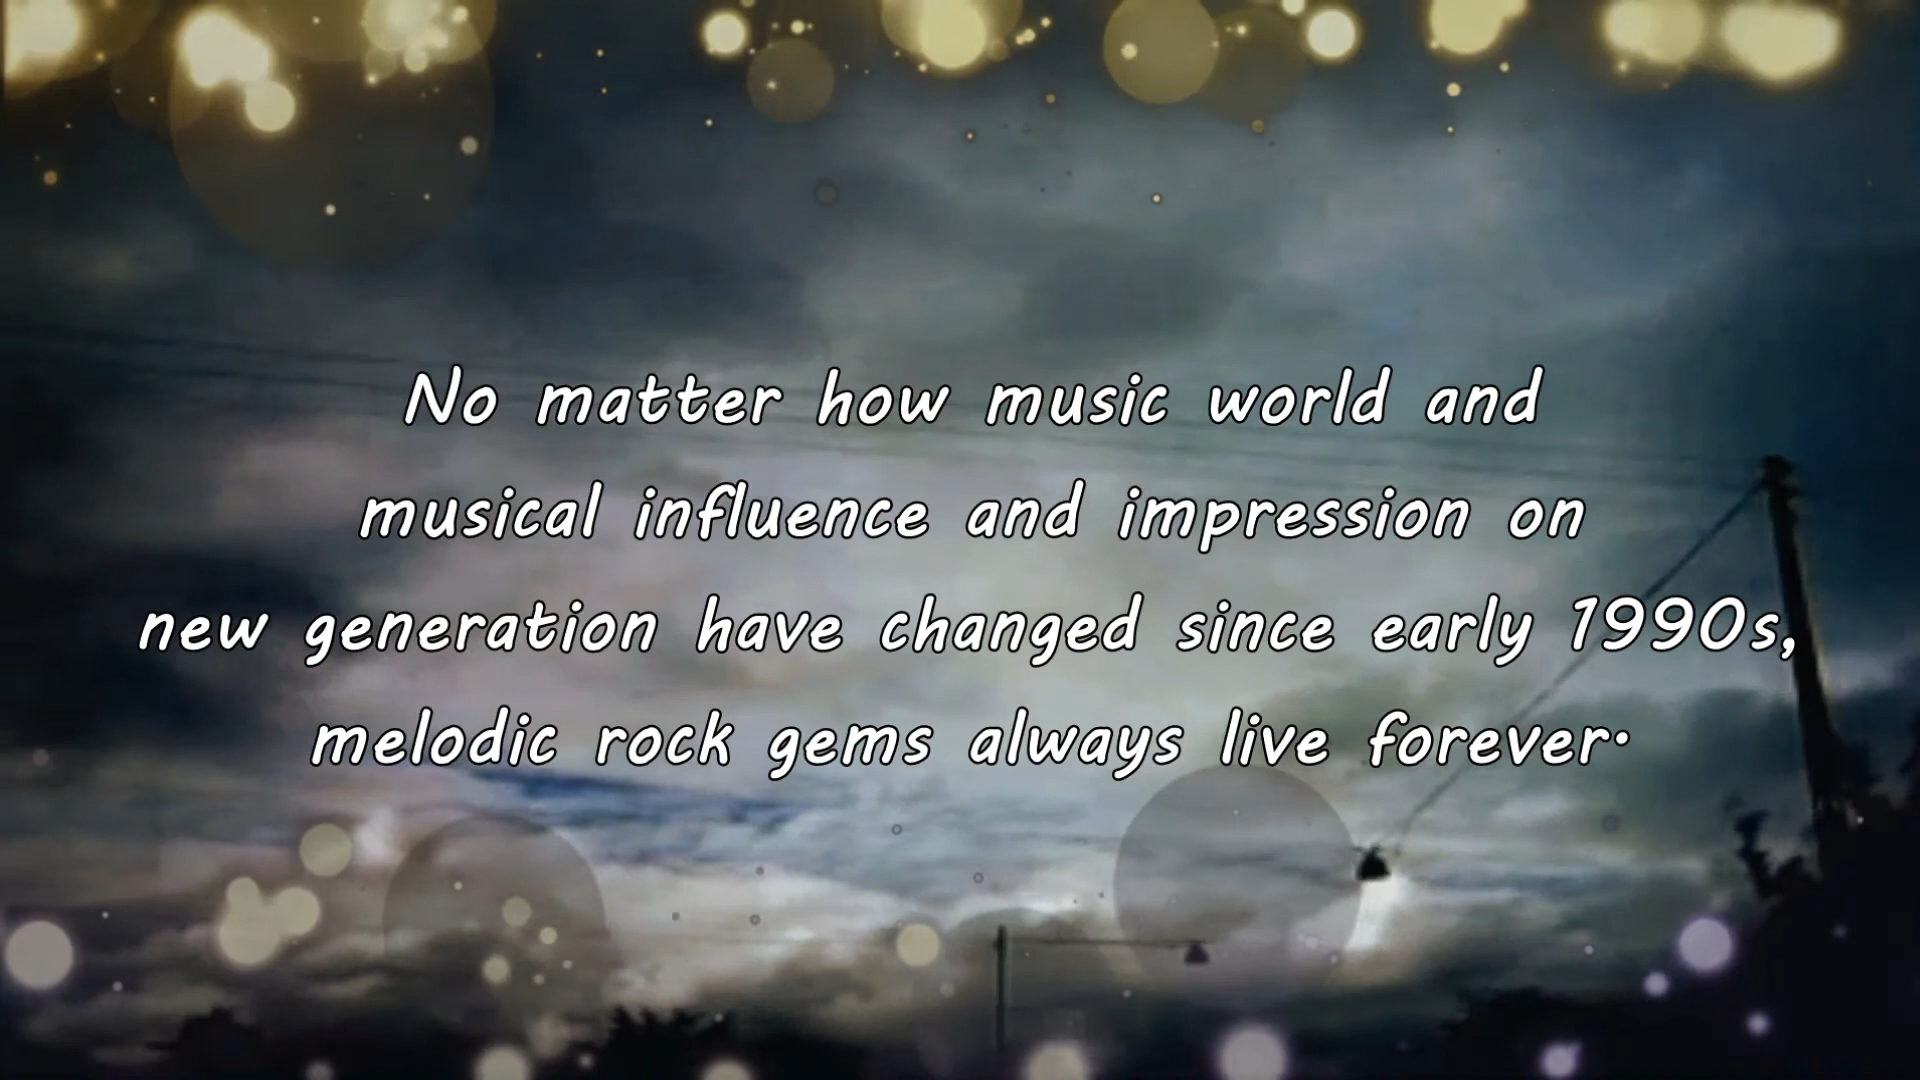 No matter how music world and
musical influence and impression on
new generation have changed since early 1990s,
melodic rock gems always live forever.